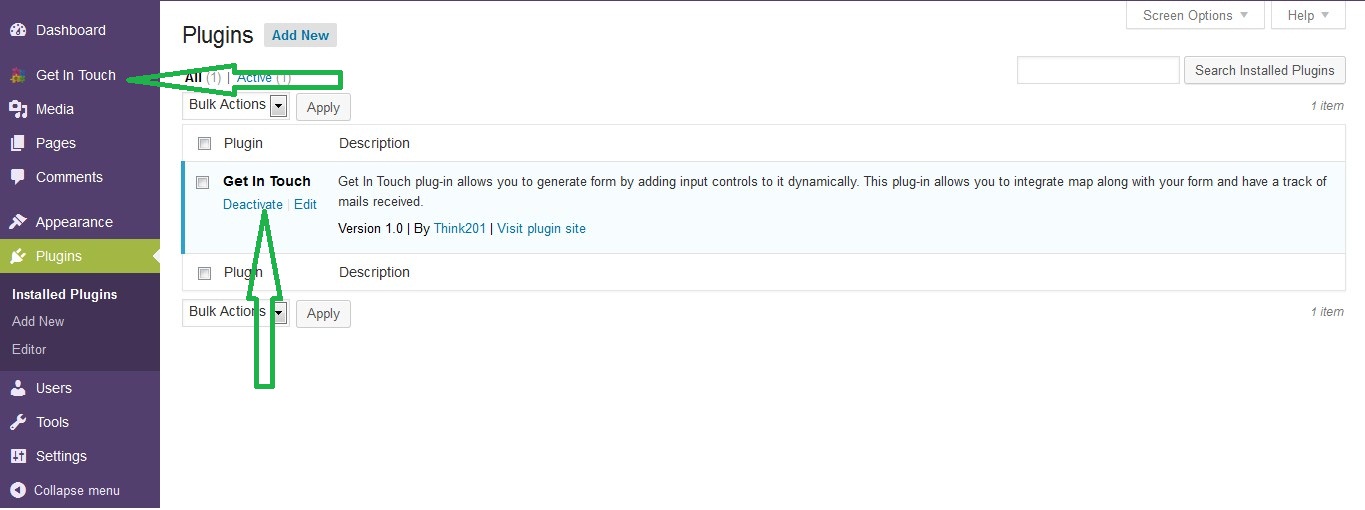 Dashboard
Get In Touch
Media
Pages
Comments
Appearance
Plugins
Installed Plugins
Add New
Editor
Users
Tools
Settings
Collapse menu
Screen Options
Help
Plugins Add New
All (1) | Active (1)
Search Installed Plugins
Bulk Actions Apply
1 item
Plugin Description
Get In Touch
Deactivate | Edit
Get In Touch plug-in allows you to generate form by adding input controls to it dynamically. This plug-in allows you to integrate map along with your form and have a track of
mails received.
Version 1.0 | By Think201 | Visit plugin site
Plugin Description
Bulk Actions Apply
1 item